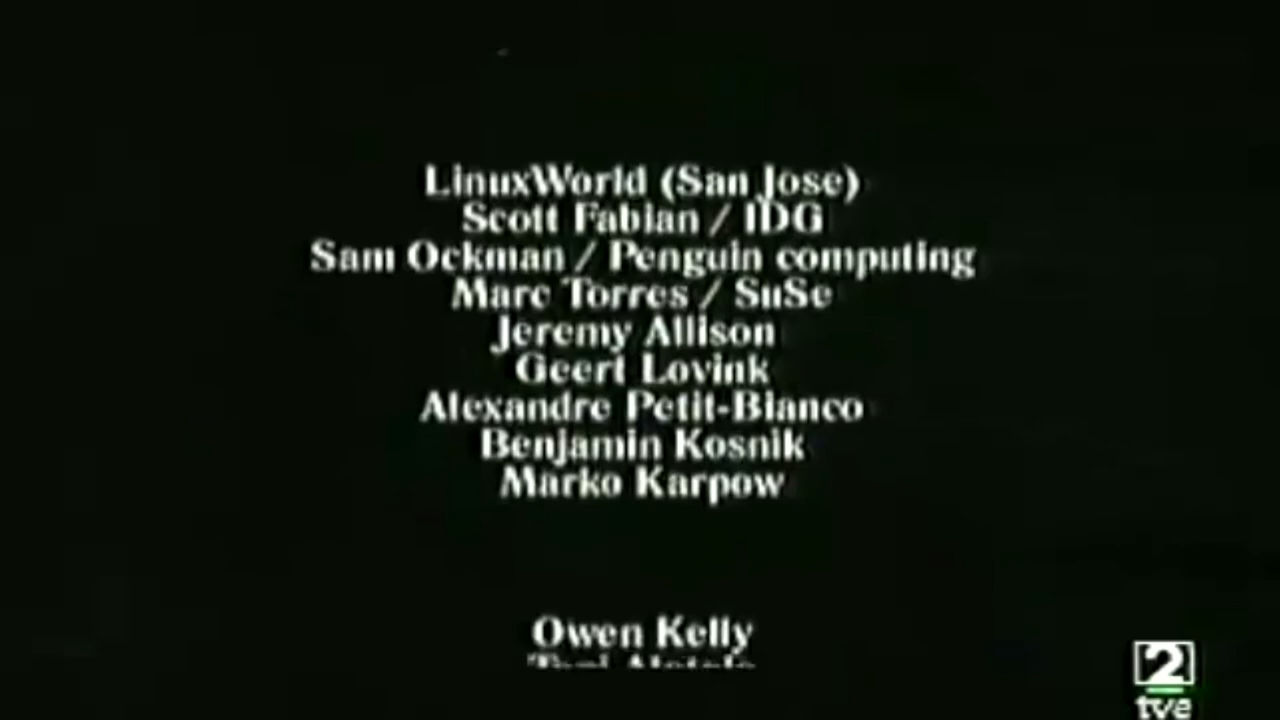 LinuxWorld (San Jose)
Scott Fabian / IDG
Sam Ockman / Penguin computing
Marc Torres / SuSe
Jeremy Allison
Geert Lovink
Alexandre Petit-Bianco
Benjamin Kosnik
Marko Karpow
Owen Kelly
2
tve